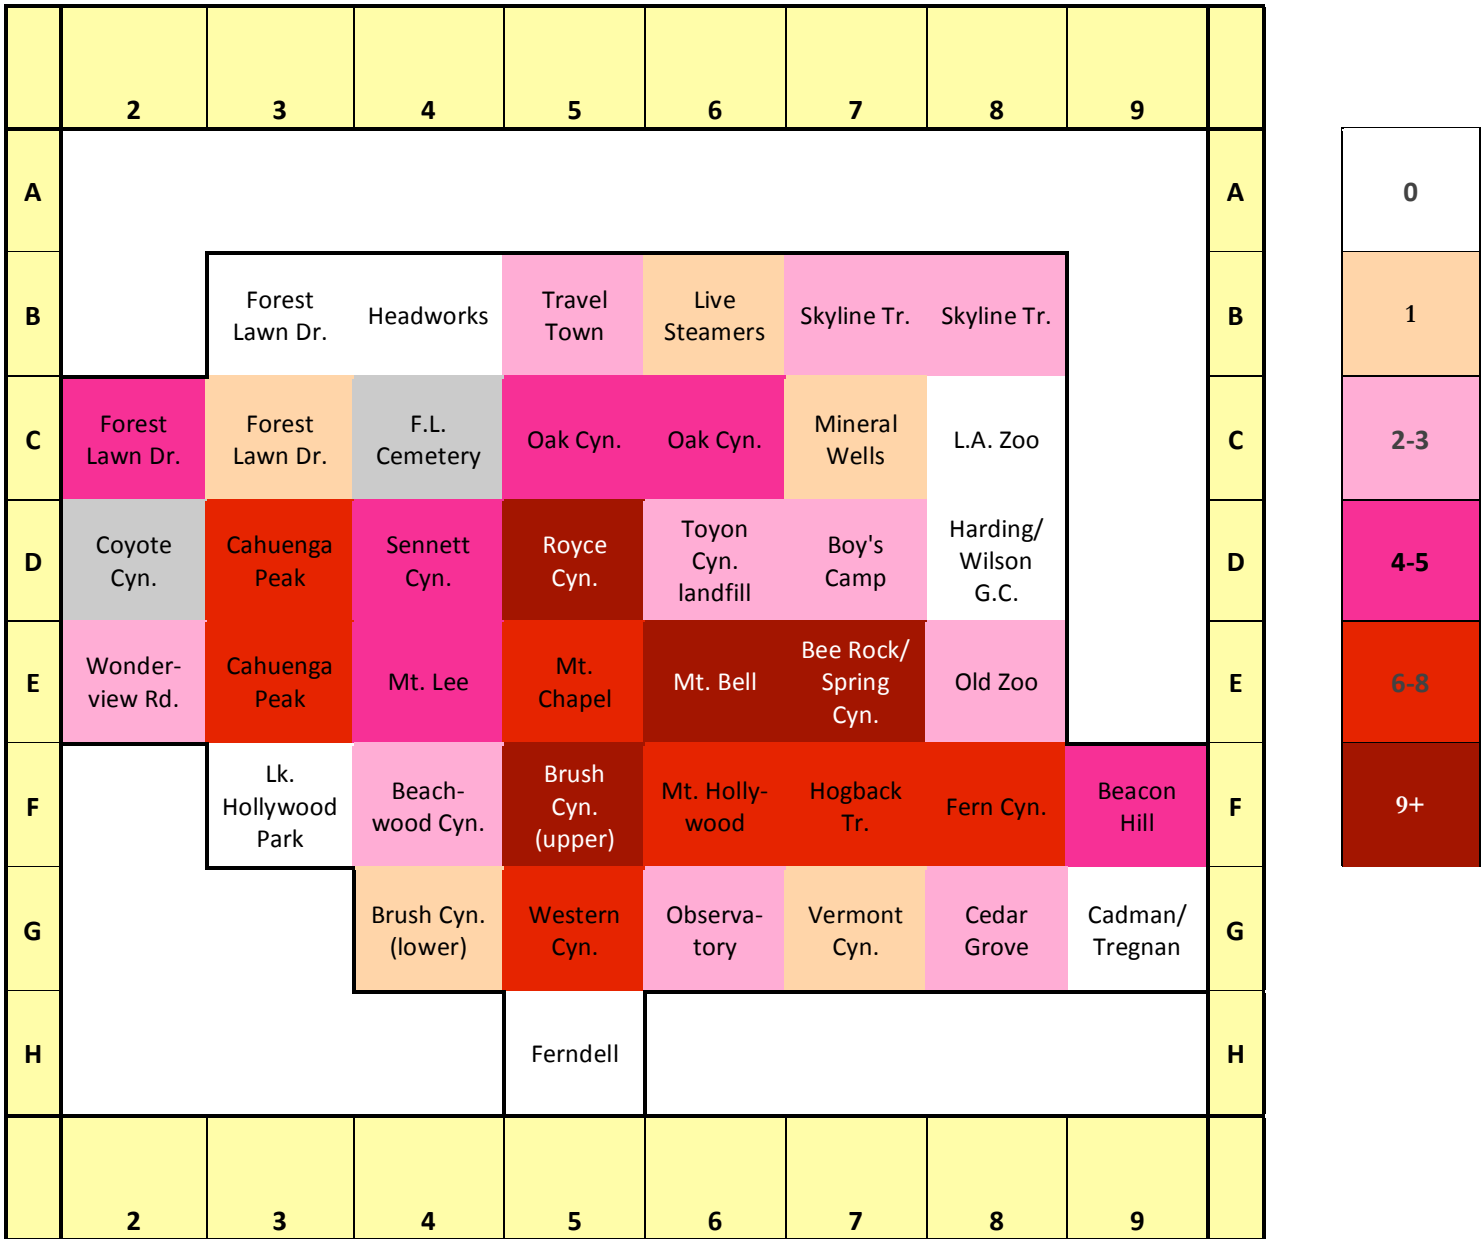 2 3 4 5 6 7 8 9
A A 0
B Forest Lawn Dr. Headworks Travel Town Live Steamers Skyline Tr. Skyline Tr. B 1
C Forest Lawn Dr. Forest Lawn Dr. F.L. Cemetery Oak Cyn. Oak Cyn. Mineral Wells L.A. Zoo C 2-3
D Coyote Cyn. Cahuenga Peak Sennett Cyn. Royce Cyn. Toyon Cyn. landfill Boy's Camp Harding/ Wilson G.C. D 4-5
E Wonder- view Rd. Cahuenga Peak Mt. Lee Mt. Chapel Mt. Bell Bee Rock/ Spring Cyn. Old Zoo E 6-8
F Lk. Hollywood Park Beach- wood Cyn. Brush Cyn. (upper) Mt. Holly- wood Hogback Tr. Fern Cyn. Beacon Hill F 9+
G Brush Cyn. (lower) Western Cyn. Observa- tory Vermont Cyn. Cedar Grove Cadman/ Tregnan G
H Ferndell H
2 3 4 5 6 7 8 9